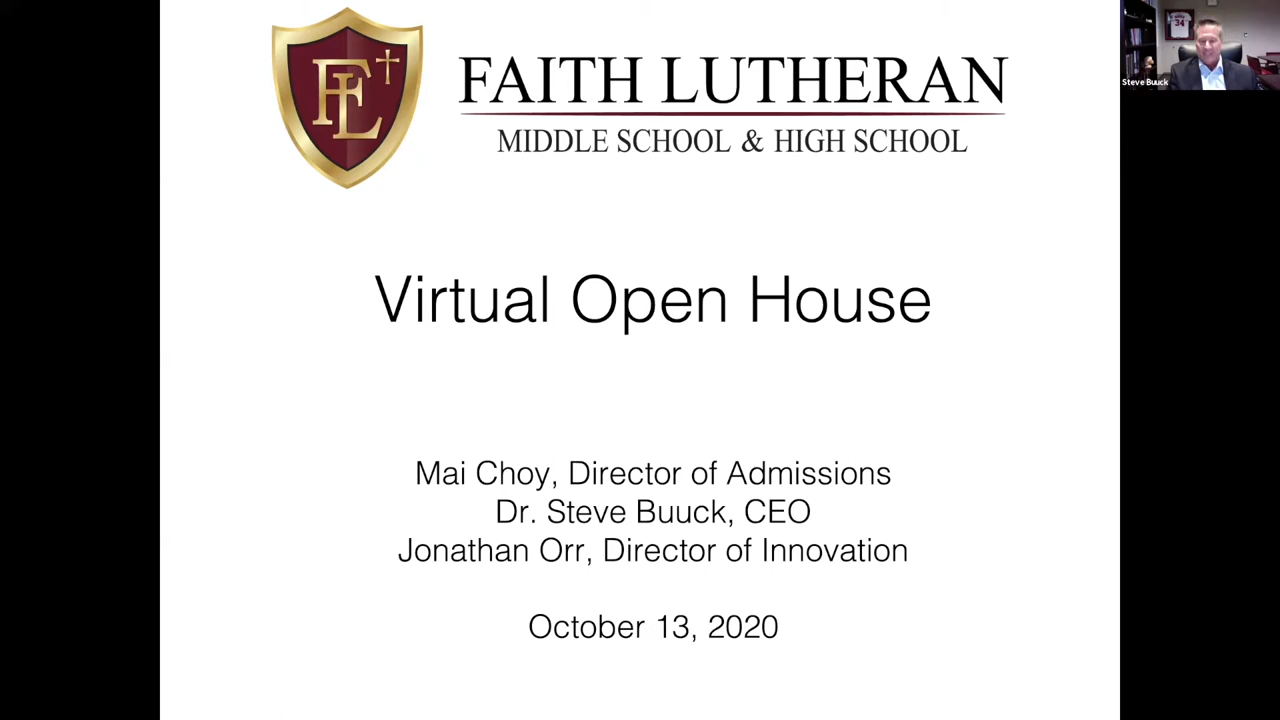 FL
FAITH LUTHERAN
MIDDLE SCHOOL & HIGH SCHOOL
34
Steve Buuck
Virtual Open House
Mai Choy, Director of Admissions
Dr. Steve Buuck, CEO
Jonathan Orr, Director of Innovation
October 13, 2020